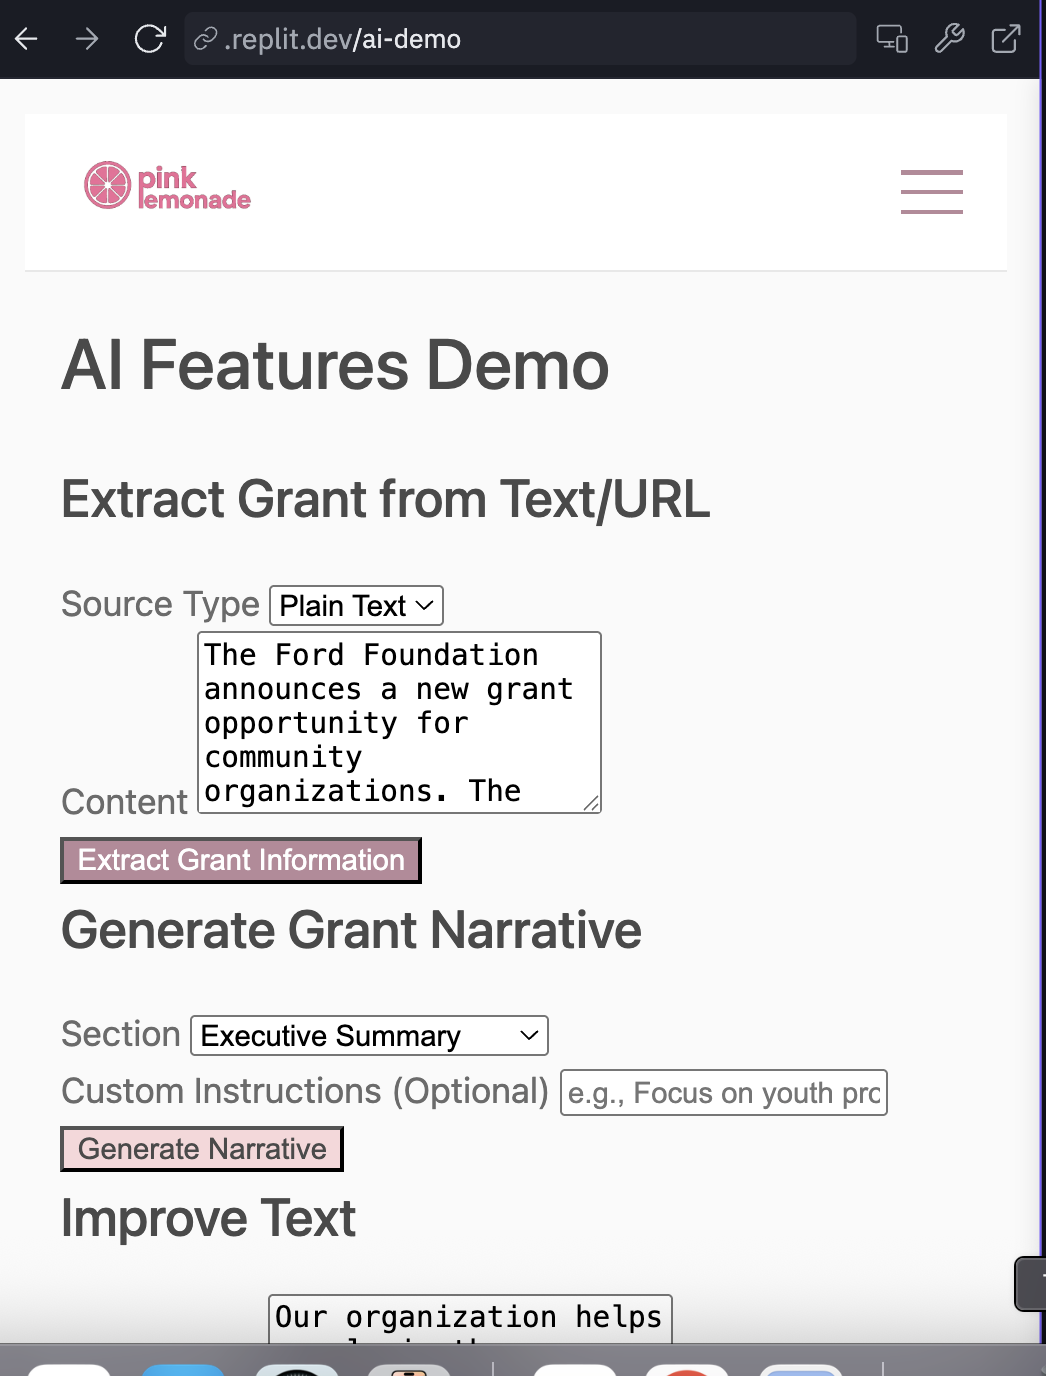 .replit.dev/ai-demo
pink
lemonade
AI Features Demo
Extract Grant from Text/URL
Source Type Plain Text
The Ford Foundation
announces a new grant
opportunity for
community
organizations. The
Content
Extract Grant Information
Generate Grant Narrative
Section Executive Summary
Custom Instructions (Optional) e.g., Focus on youth pro
Generate Narrative
Improve Text
Our organization helps